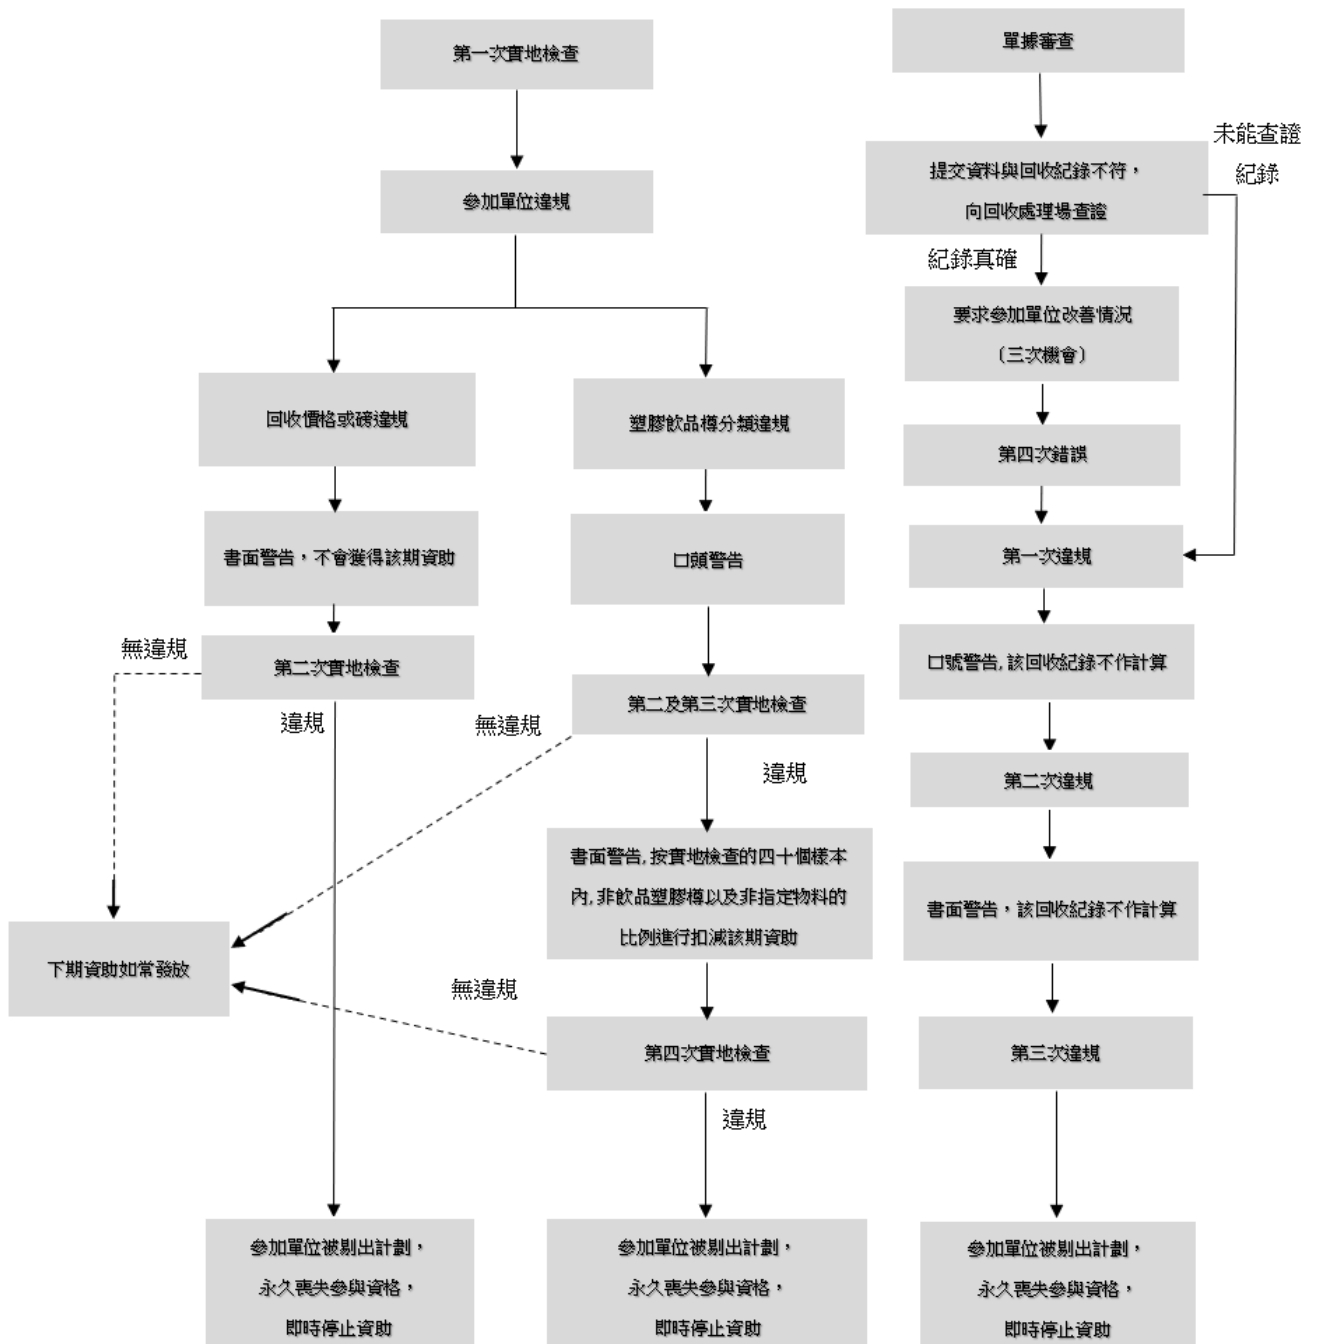 第一次實地檢查
參加單位違規
回收價格或磅違規
塑膠飲品樽分類違規
書面警告，不會獲得該期資助
口頭警告
第二次實地檢查
無違規
違規
第二及第三次實地檢查
無違規
違規
書面警告,按實地檢查的四十個樣本
內,非飲品塑膠樽以及非指定物料的
比例進行扣減該期資助
下期資助如常發放
無違規
第四次實地檢查
違規
參加單位被剔出計劃，
永久喪失參與資格，
即時停止資助
參加單位被剔出計劃，
永久喪失參與資格，
即時停止資助
單據審查
提交資料與回收紀錄不符，
向回收處理場查證
未能查證
紀錄
紀錄真確
要求參加單位改善情況
（三次機會）
第四次錯誤
第一次違規
口號警告,該回收紀錄不作計算
第二次違規
書面警告，該回收紀錄不作計算
第三次違規
參加單位被剔出計劃，
永久喪失參與資格，
即時停止資助